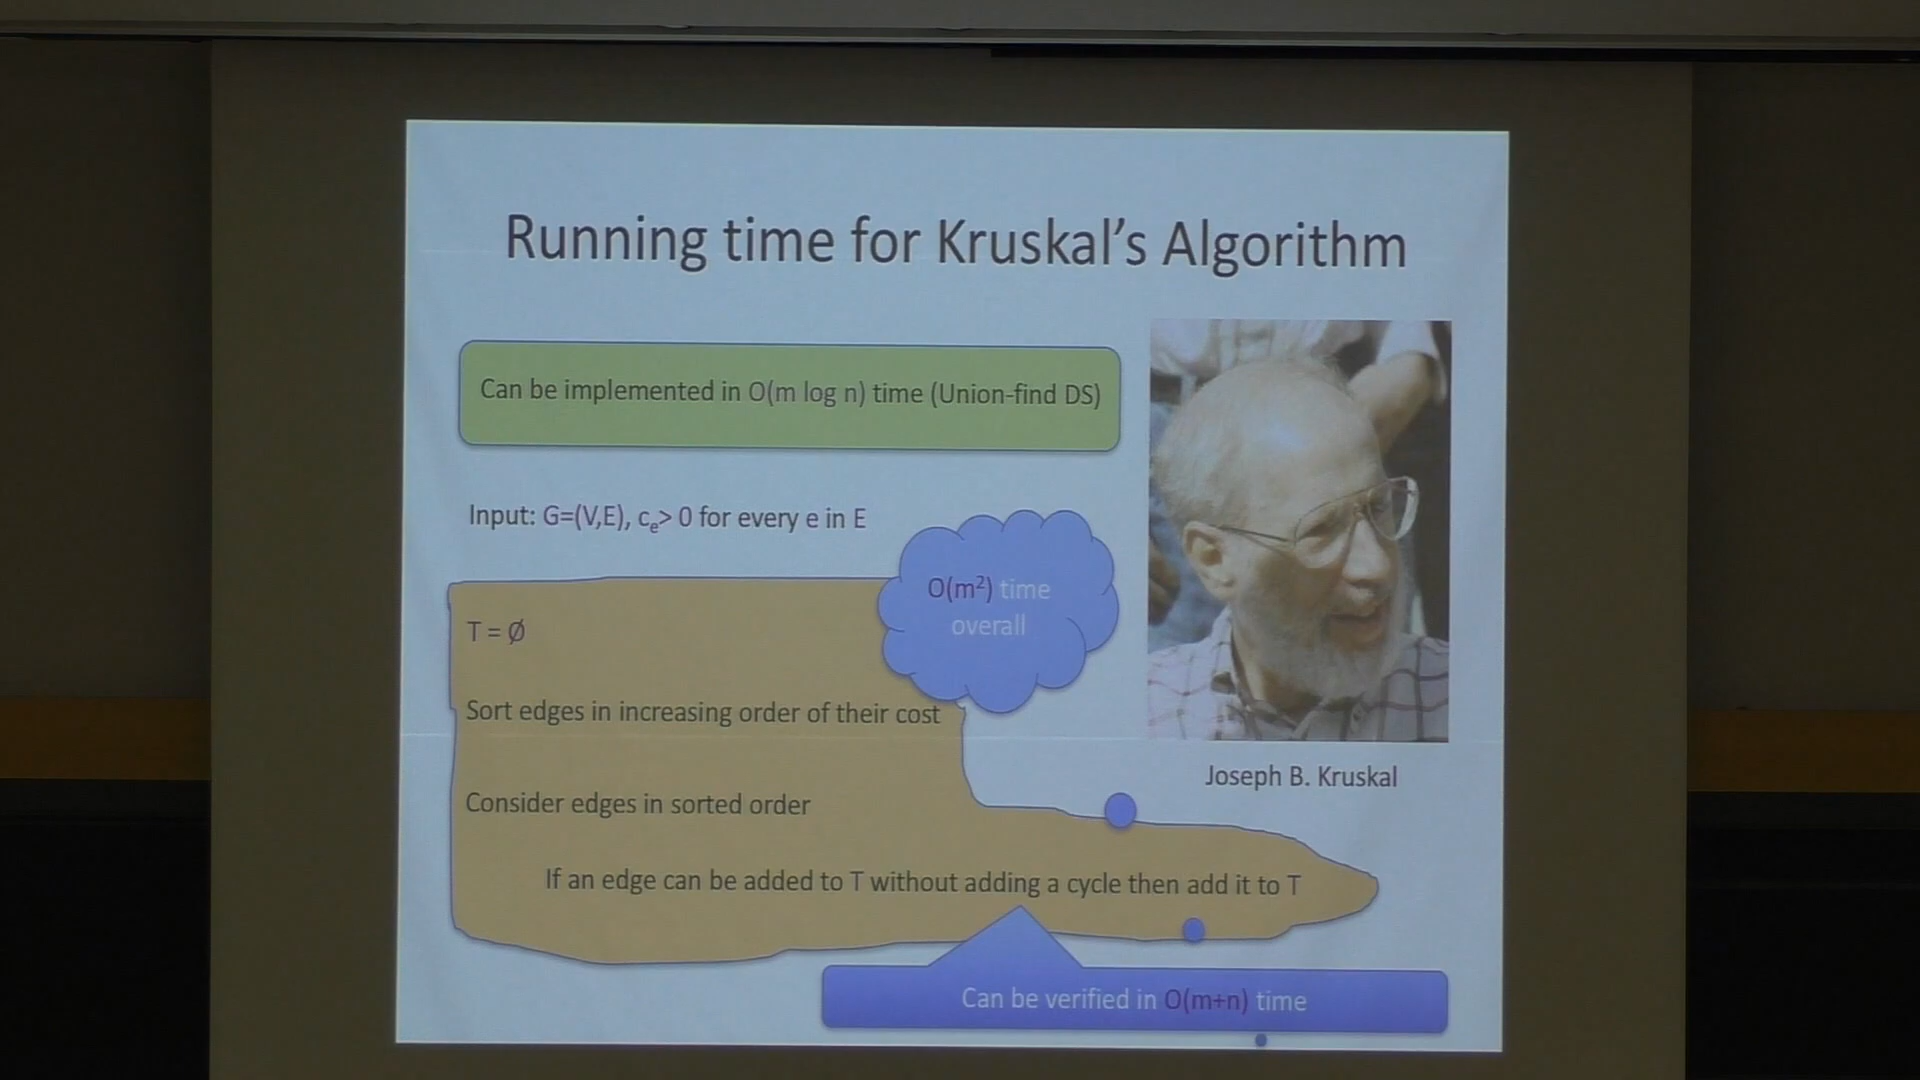 Running time for Kruskal's Algorithm
Can be implemented in O(m log n) time (Union-find DS)
Input: G=(V,E), cₑ> 0 for every e in E
O(m²) time
overall
T = Ø
Sort edges in increasing order of their cost
Joseph B. Kruskal
Consider edges in sorted order
If an edge can be added to T without adding a cycle then add it to T
Can be verified in O(m+n) time